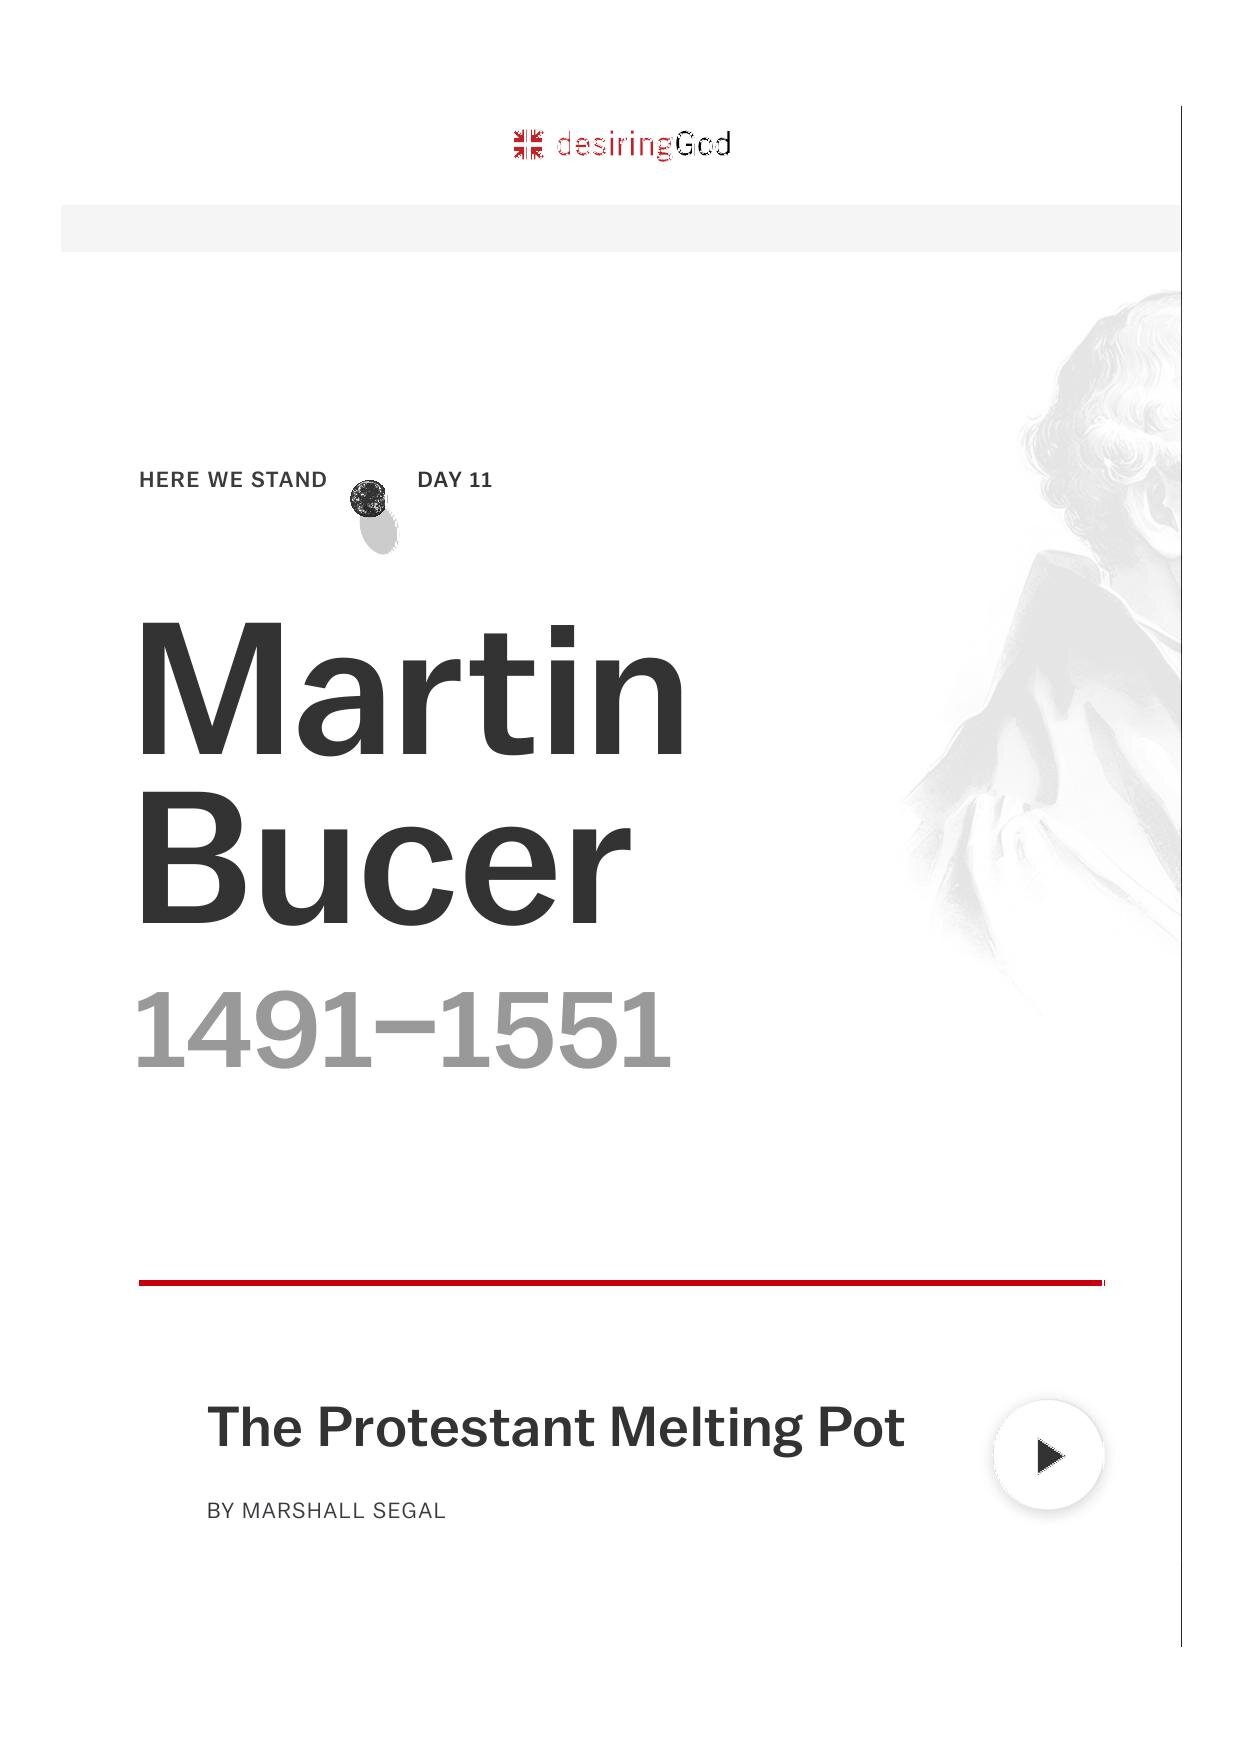 desiringGod
HERE WE STAND DAY 11
Martin
Bucer
1491–1551
The Protestant Melting Pot
BY MARSHALL SEGAL